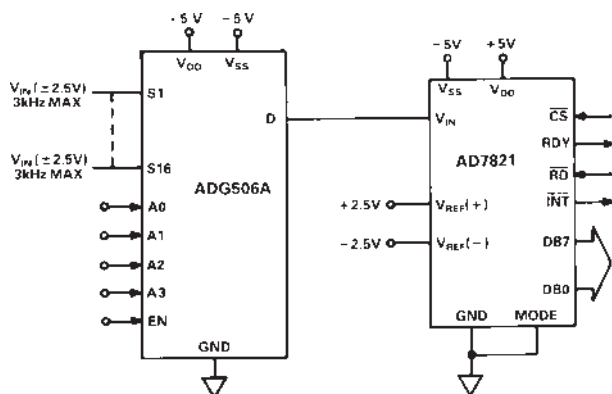 - 5V
–5V
VDD
VSS
VIN (±2.5V)
3kHz MAX
S1
D
VIN (±2.5V)
3kHz MAX
S16
ADG506A
A0
A1
A2
A3
EN
GND
– 5V
+5V
VSS
VDD
VIN
CS
RDY
AD7821
RD
INT
+2.5V
VREF(+)
–2.5V
VREF(–)
DB7
DB0
GND
MODE